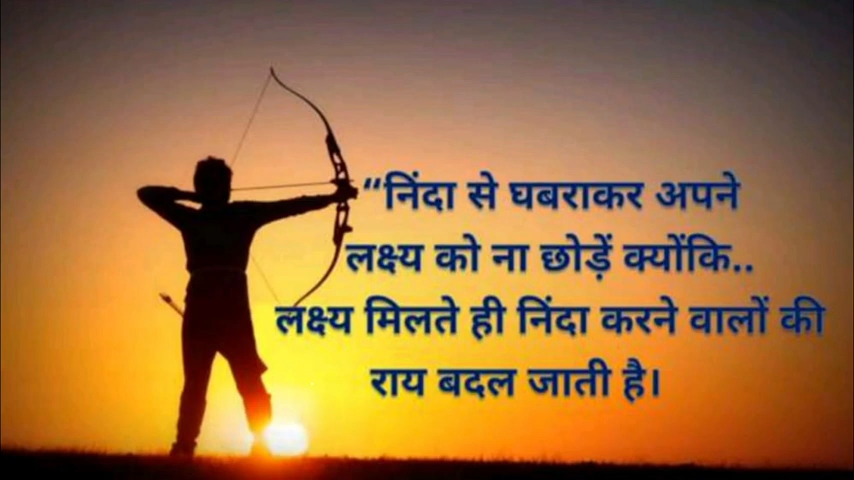 “निंदा से घबराकर अपने
लक्ष्य को ना छोड़ें क्योंकि..
लक्ष्य मिलते ही निंदा करने वालों की
राय बदल जाती है।